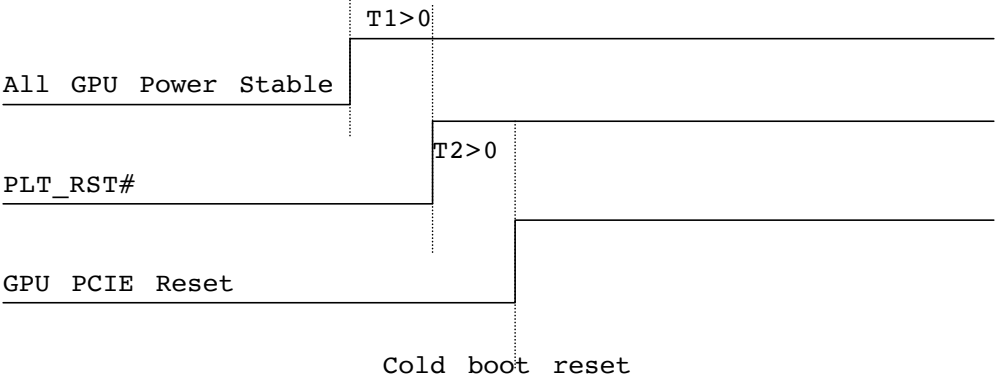 T1>0
All GPU Power Stable
T2>0
PLT_RST#
GPU PCIE Reset
Cold boot reset